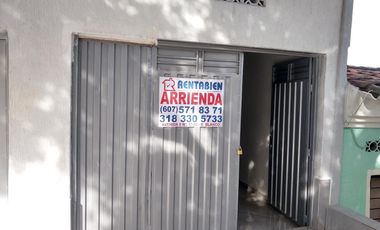 RENTABIEN
ARRIENDA
(607) 571 83 71
318 330 5733